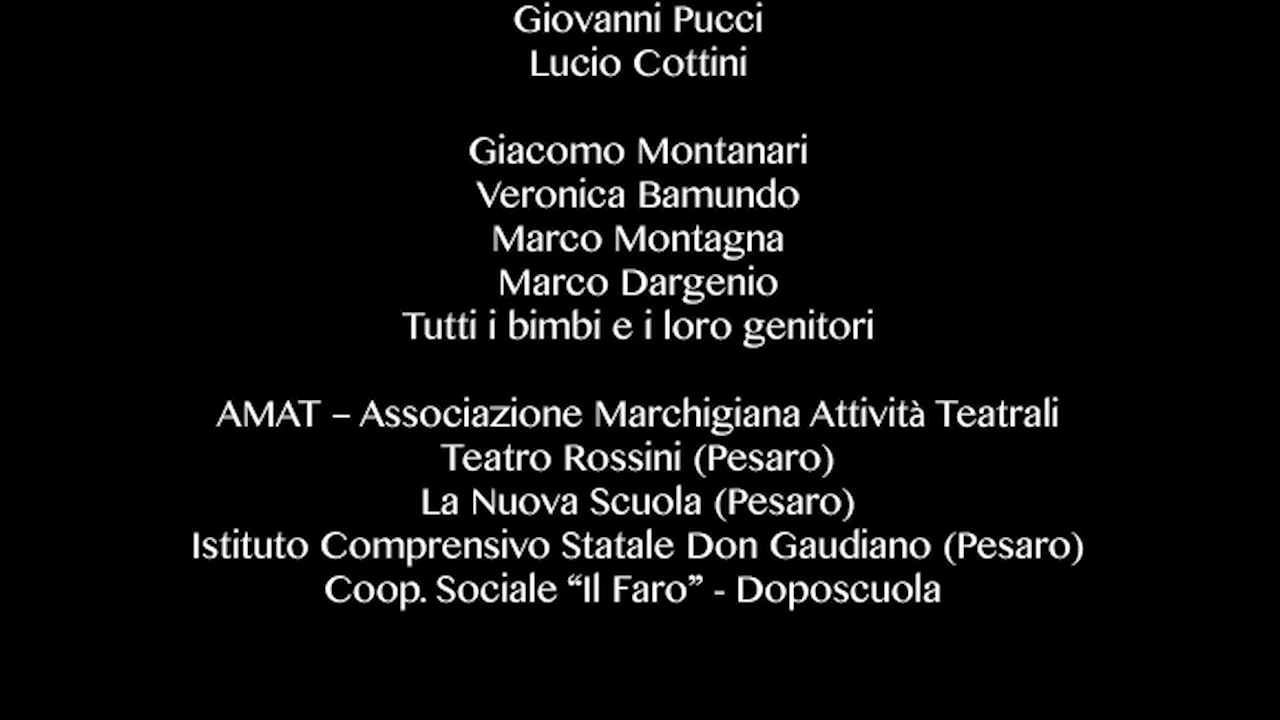 Giovanni Pucci
Lucio Cottini
Giacomo Montanari
Veronica Bamundo
Marco Montagna
Marco Dargenio
Tutti i bimbi e i loro genitori
AMAT – Associazione Marchigiana Attività Teatrali
Teatro Rossini (Pesaro)
La Nuova Scuola (Pesaro)
Istituto Comprensivo Statale Don Gaudiano (Pesaro)
Coop. Sociale “Il Faro” - Doposcuola